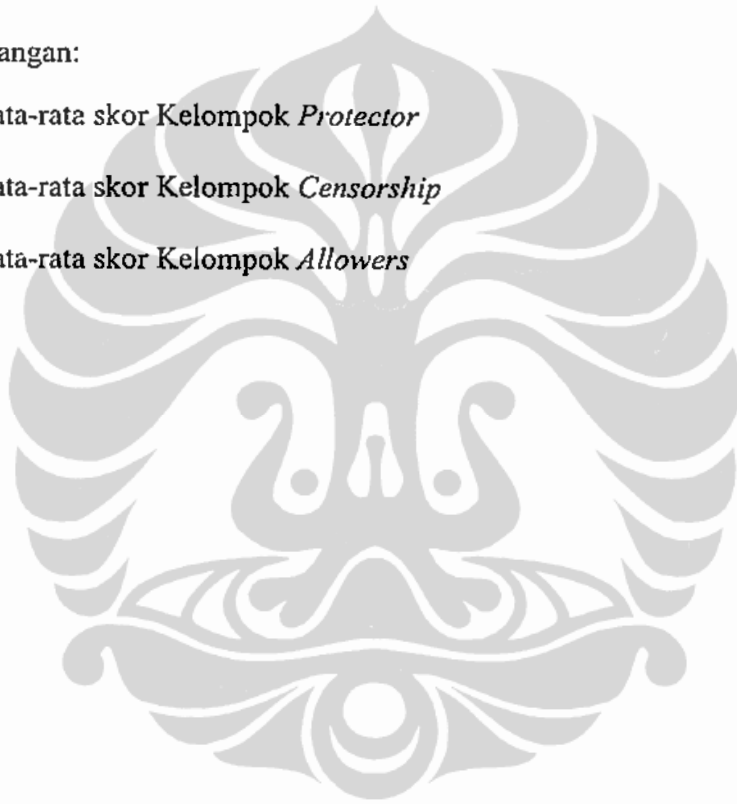 angan:
ata-rata skor Kelompok Protector
ata-rata skor Kelompok Censorship
ata-rata skor Kelompok Allowers